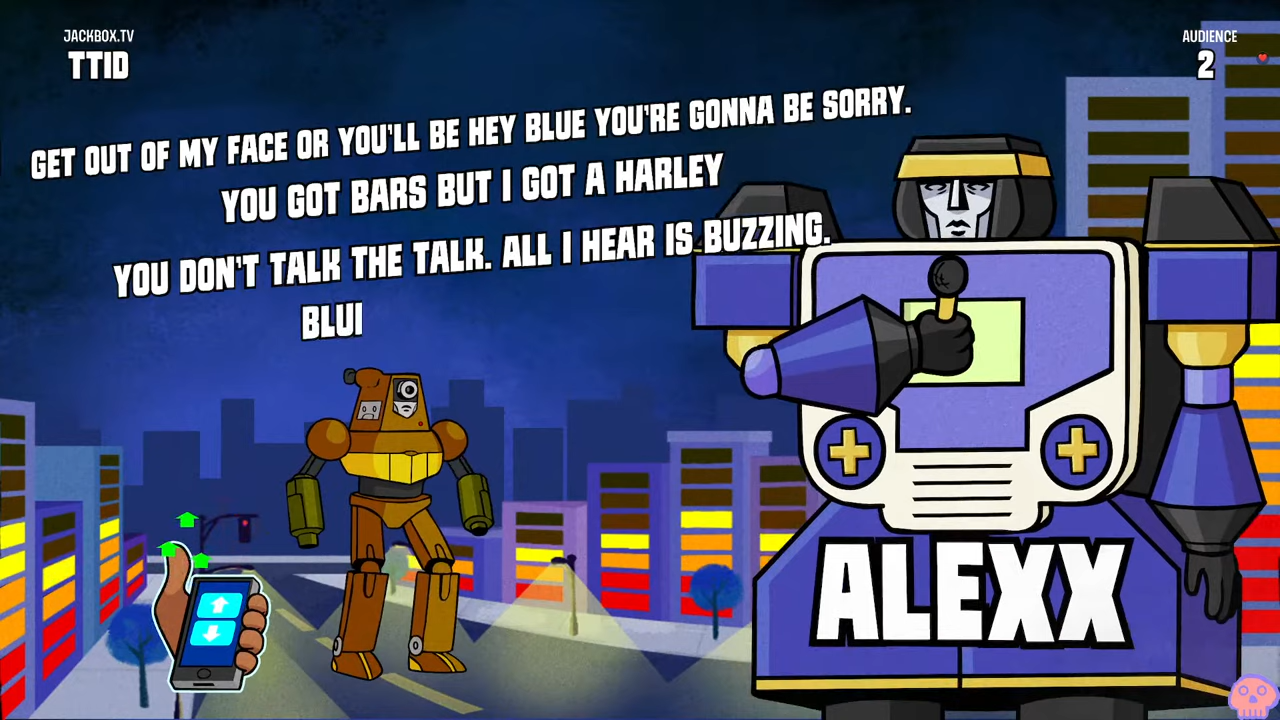 JACKBOX.TV
TTID
AUDIENCE
2
GET OUT OF MY FACE OR YOU'LL BE HEY BLUE YOU'RE GONNA BE SORRY.
YOU GOT BARS BUT I GOT A HARLEY
YOU DON'T TALK THE TALK. ALL I HEAR IS BUZZING.
BLUI
ALEXX